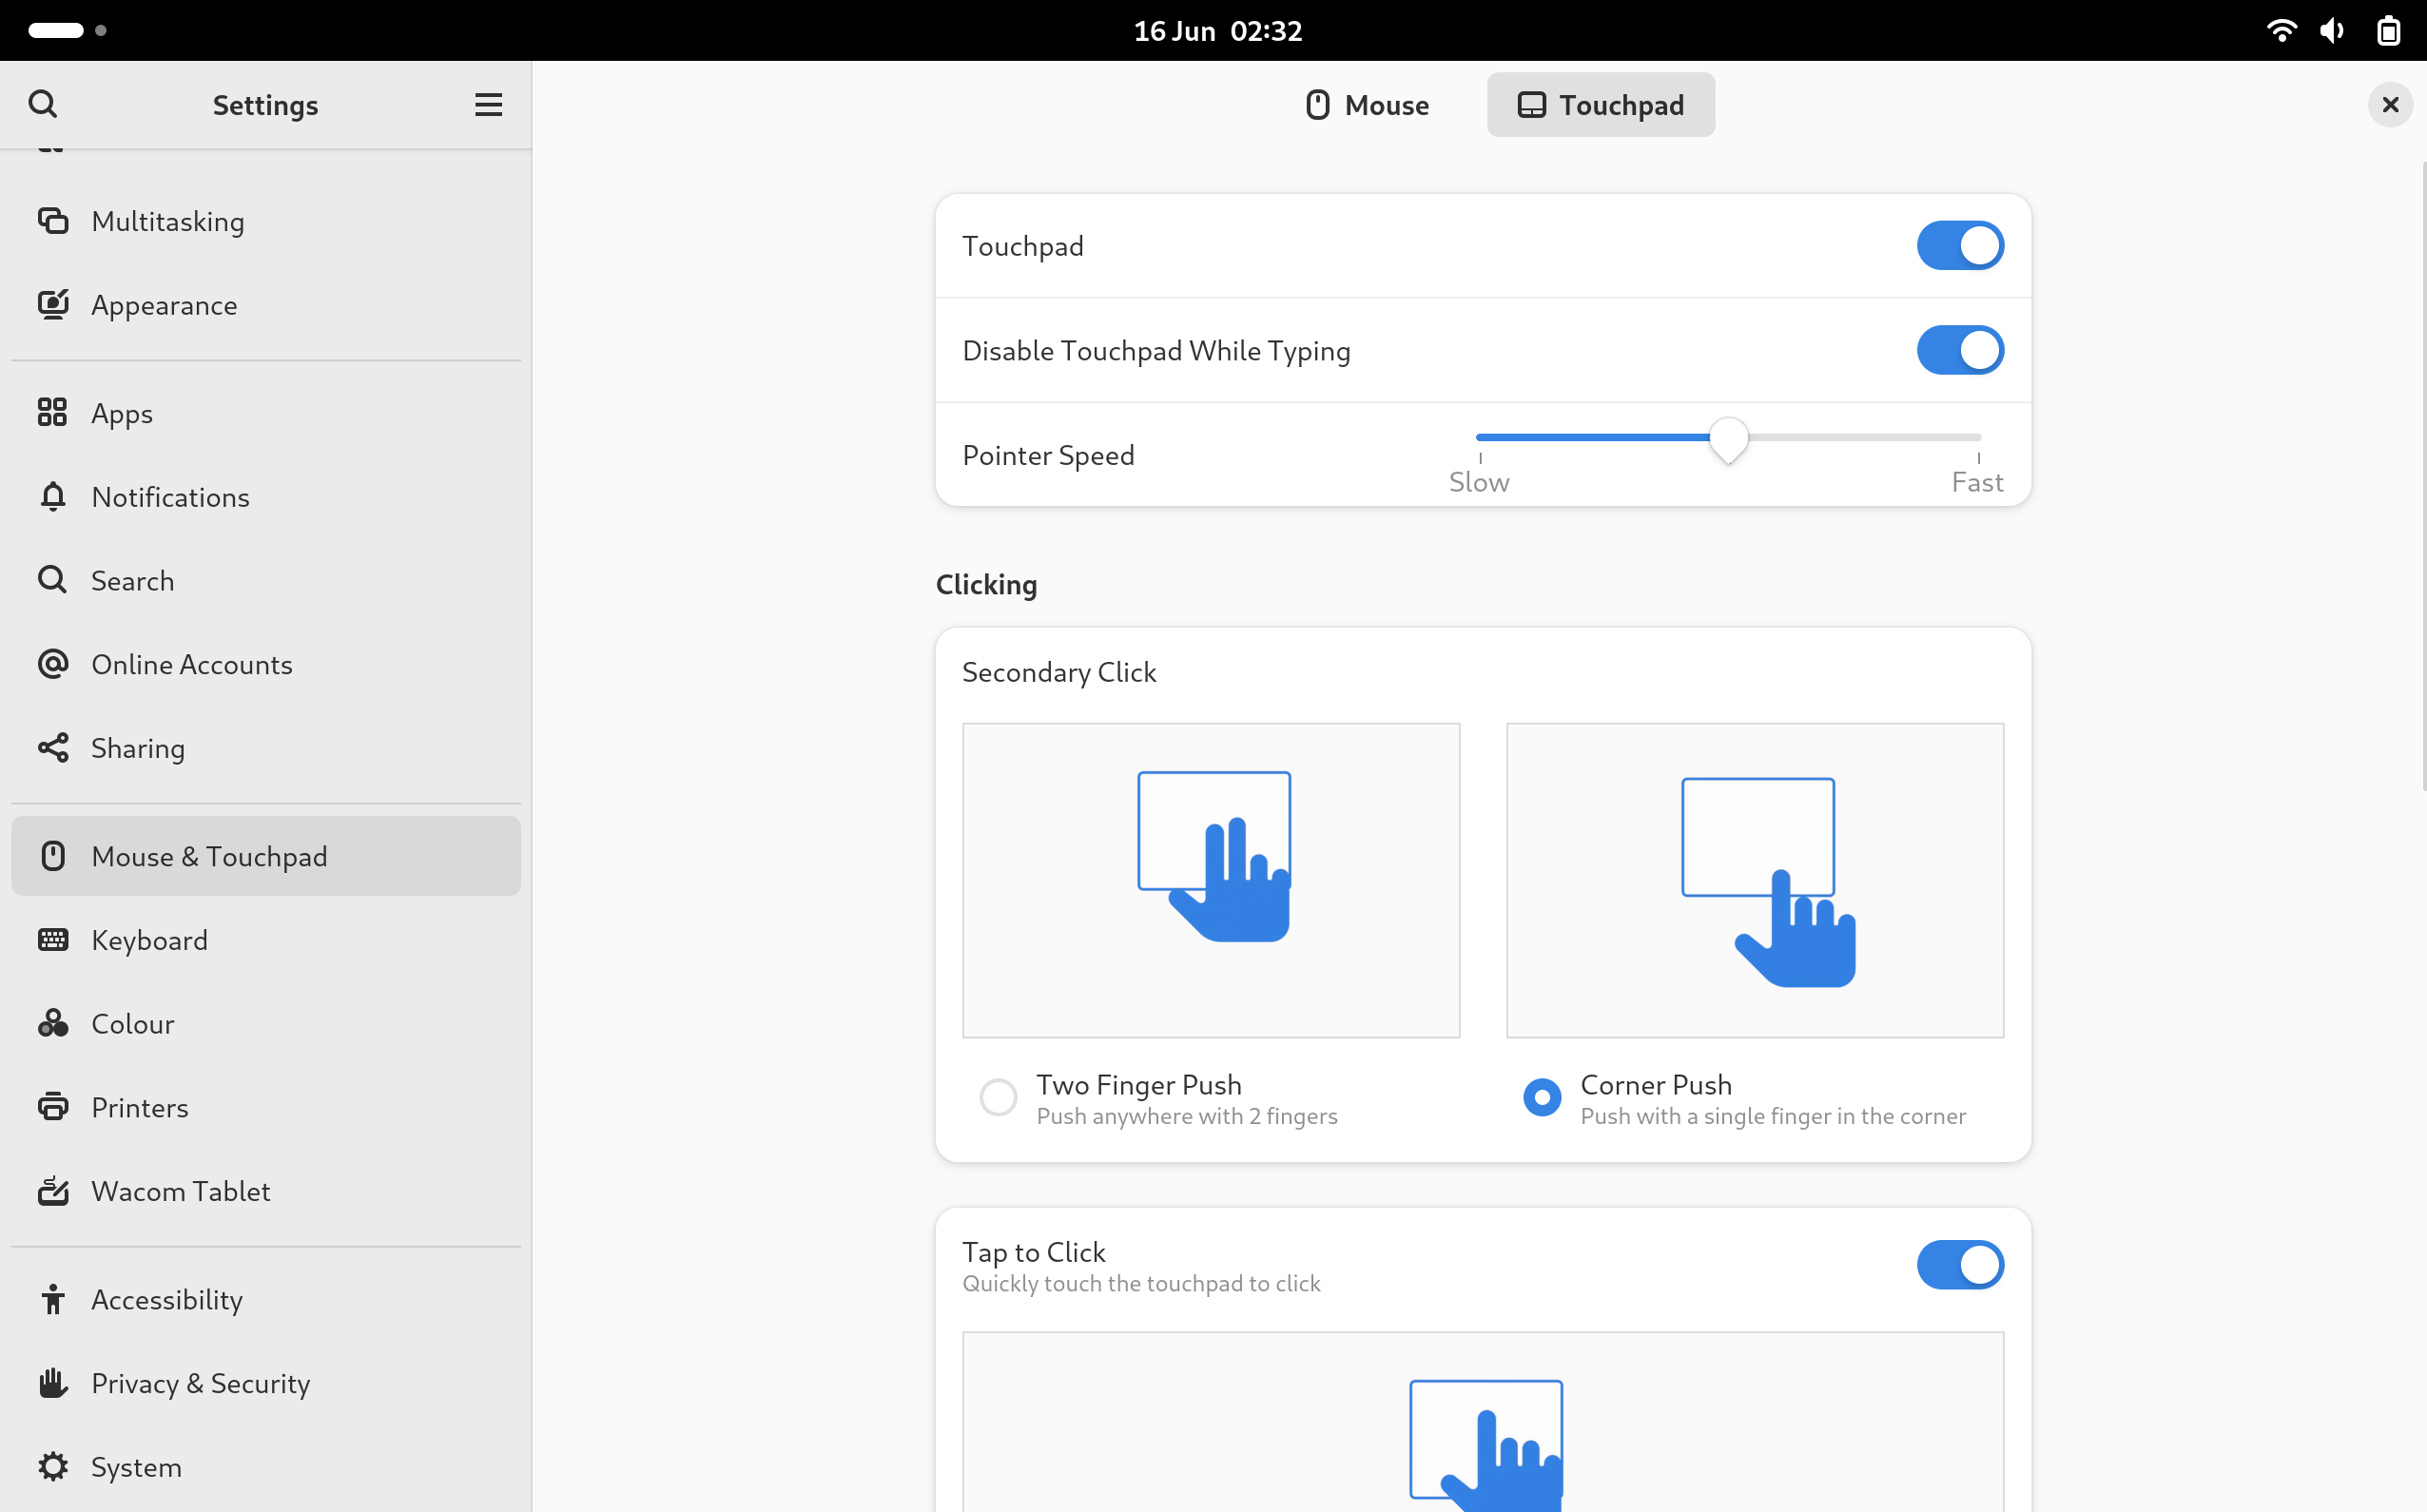 16 Jun 02:32
Settings
Multitasking
Appearance
Apps
Notifications
Search
Online Accounts
Sharing
Mouse & Touchpad
Keyboard
Colour
Printers
Wacom Tablet
Accessibility
Privacy & Security
System
Mouse
Touchpad
Touchpad
Disable Touchpad While Typing
Pointer Speed
Slow
Fast
Clicking
Secondary Click
Two Finger Push
Push anywhere with 2 fingers
Corner Push
Push with a single finger in the corner
Tap to Click
Quickly touch the touchpad to click